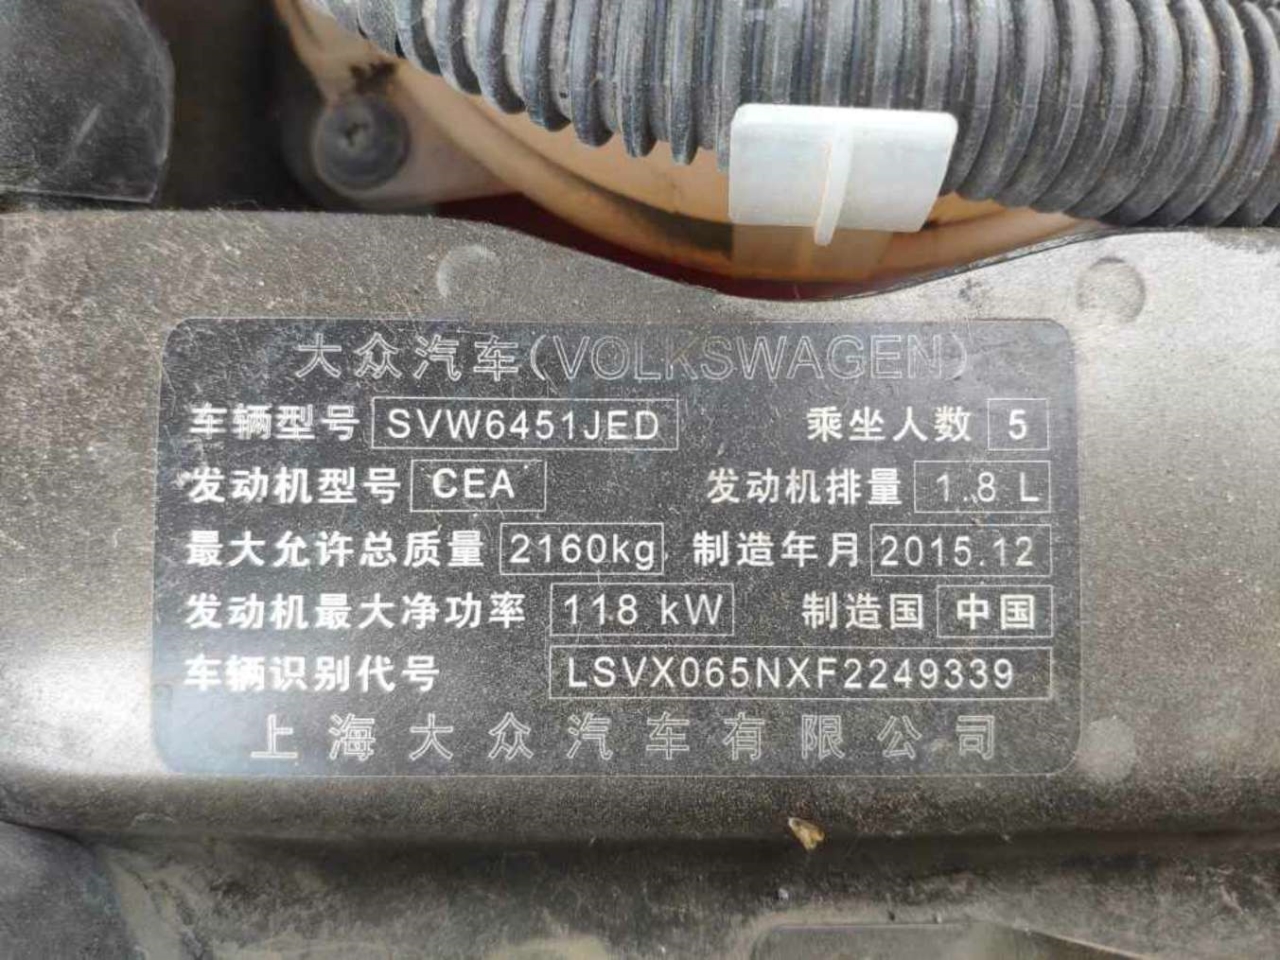 大众汽车(VOLKSWAGEN)
车辆型号 SVW6451JED 乘坐人数 5
发动机型号 CEA 发动机排量 1.8 L
最大允许总质量 2160kg 制造年月 2015.12
发动机最大净功率 118 kW 制造国 中国
车辆识别代号 LSVX065NXF2249339
上海大众汽车有限公司